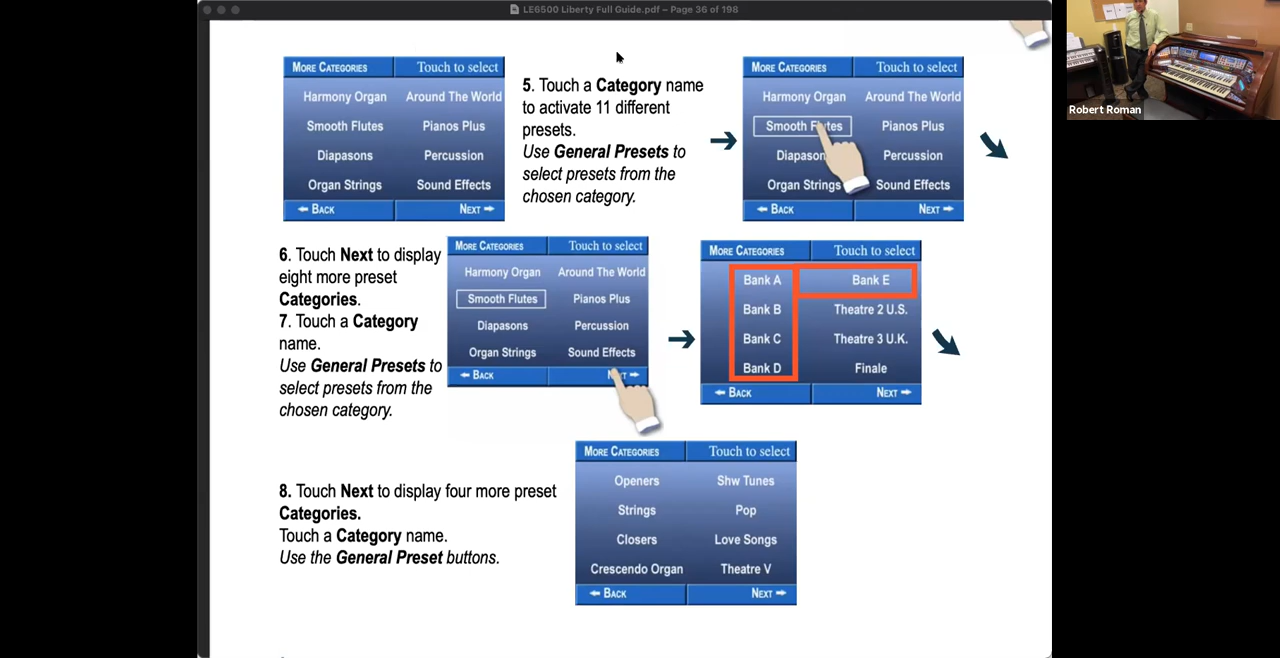 LE6500 Liberty Full Guide.pdf – Page 36 of 198
MORE CATEGORIES Touch to select
Harmony Organ Around The World
Smooth Flutes Pianos Plus
Diapasons Percussion
Organ Strings Sound Effects
BACK NEXT
5. Touch a Category name
to activate 11 different
presets.
Use General Presets to
select presets from the
chosen category.
MORE CATEGORIES Touch to select
Harmony Organ Around The World
Smooth Flutes Pianos Plus
Diapasons Percussion
Organ Strings Sound Effects
BACK NEXT
Robert Roman
6. Touch Next to display
eight more preset
Categories.
7. Touch a Category
name.
Use General Presets to
select presets from the
chosen category.
MORE CATEGORIES Touch to select
Harmony Organ Around The World
Smooth Flutes Pianos Plus
Diapasons Percussion
Organ Strings Sound Effects
BACK NEXT
MORE CATEGORIES Touch to select
Bank A Bank E
Bank B Theatre 2 U.S.
Bank C Theatre 3 U.K.
Bank D Finale
BACK NEXT
8. Touch Next to display four more preset
Categories.
Touch a Category name.
Use the General Preset buttons.
MORE CATEGORIES Touch to select
Openers Shw Tunes
Strings Pop
Closers Love Songs
Crescendo Organ Theatre V
BACK NEXT